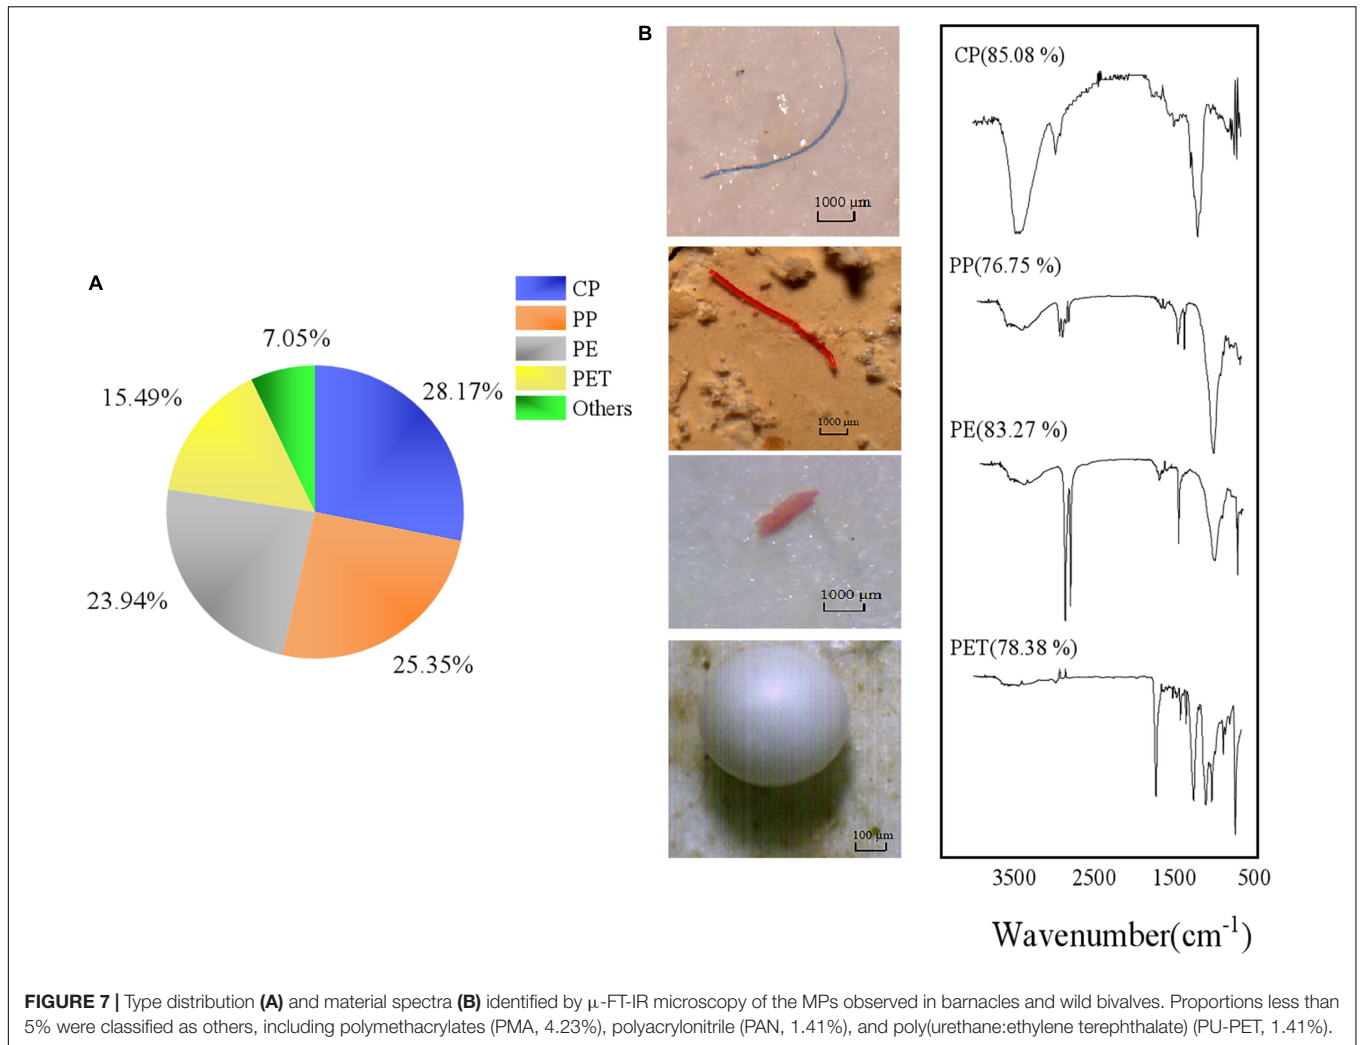 A
CP
PP
PE
PET
Others
7.05%
28.17%
15.49%
23.94%
25.35%
B
1000 µm
1000 µm
1000 µm
100 µm
CP(85.08 %)
PP(76.75 %)
PE(83.27 %)
PET(78.38 %)
3500 2500 1500 500
Wavenumber(cm⁻¹)
FIGURE 7 | Type distribution (A) and material spectra (B) identified by µ-FT-IR microscopy of the MPs observed in barnacles and wild bivalves. Proportions less than
5% were classified as others, including polymethacrylates (PMA, 4.23%), polyacrylonitrile (PAN, 1.41%), and poly(urethane:ethylene terephthalate) (PU-PET, 1.41%).